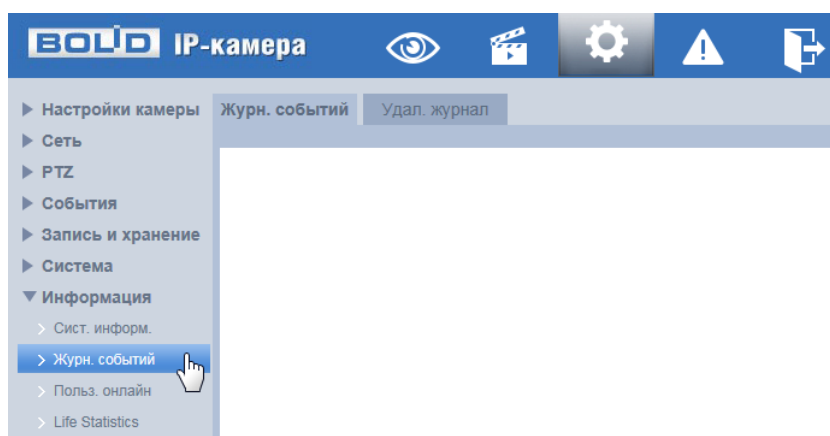 BOLID IP-камера
Настройки камеры
Сеть
PTZ
События
Запись и хранение
Система
Информация
Сист. информ.
Журн. событий
Польз. онлайн
Life Statistics
Журн. событий Удал. журнал